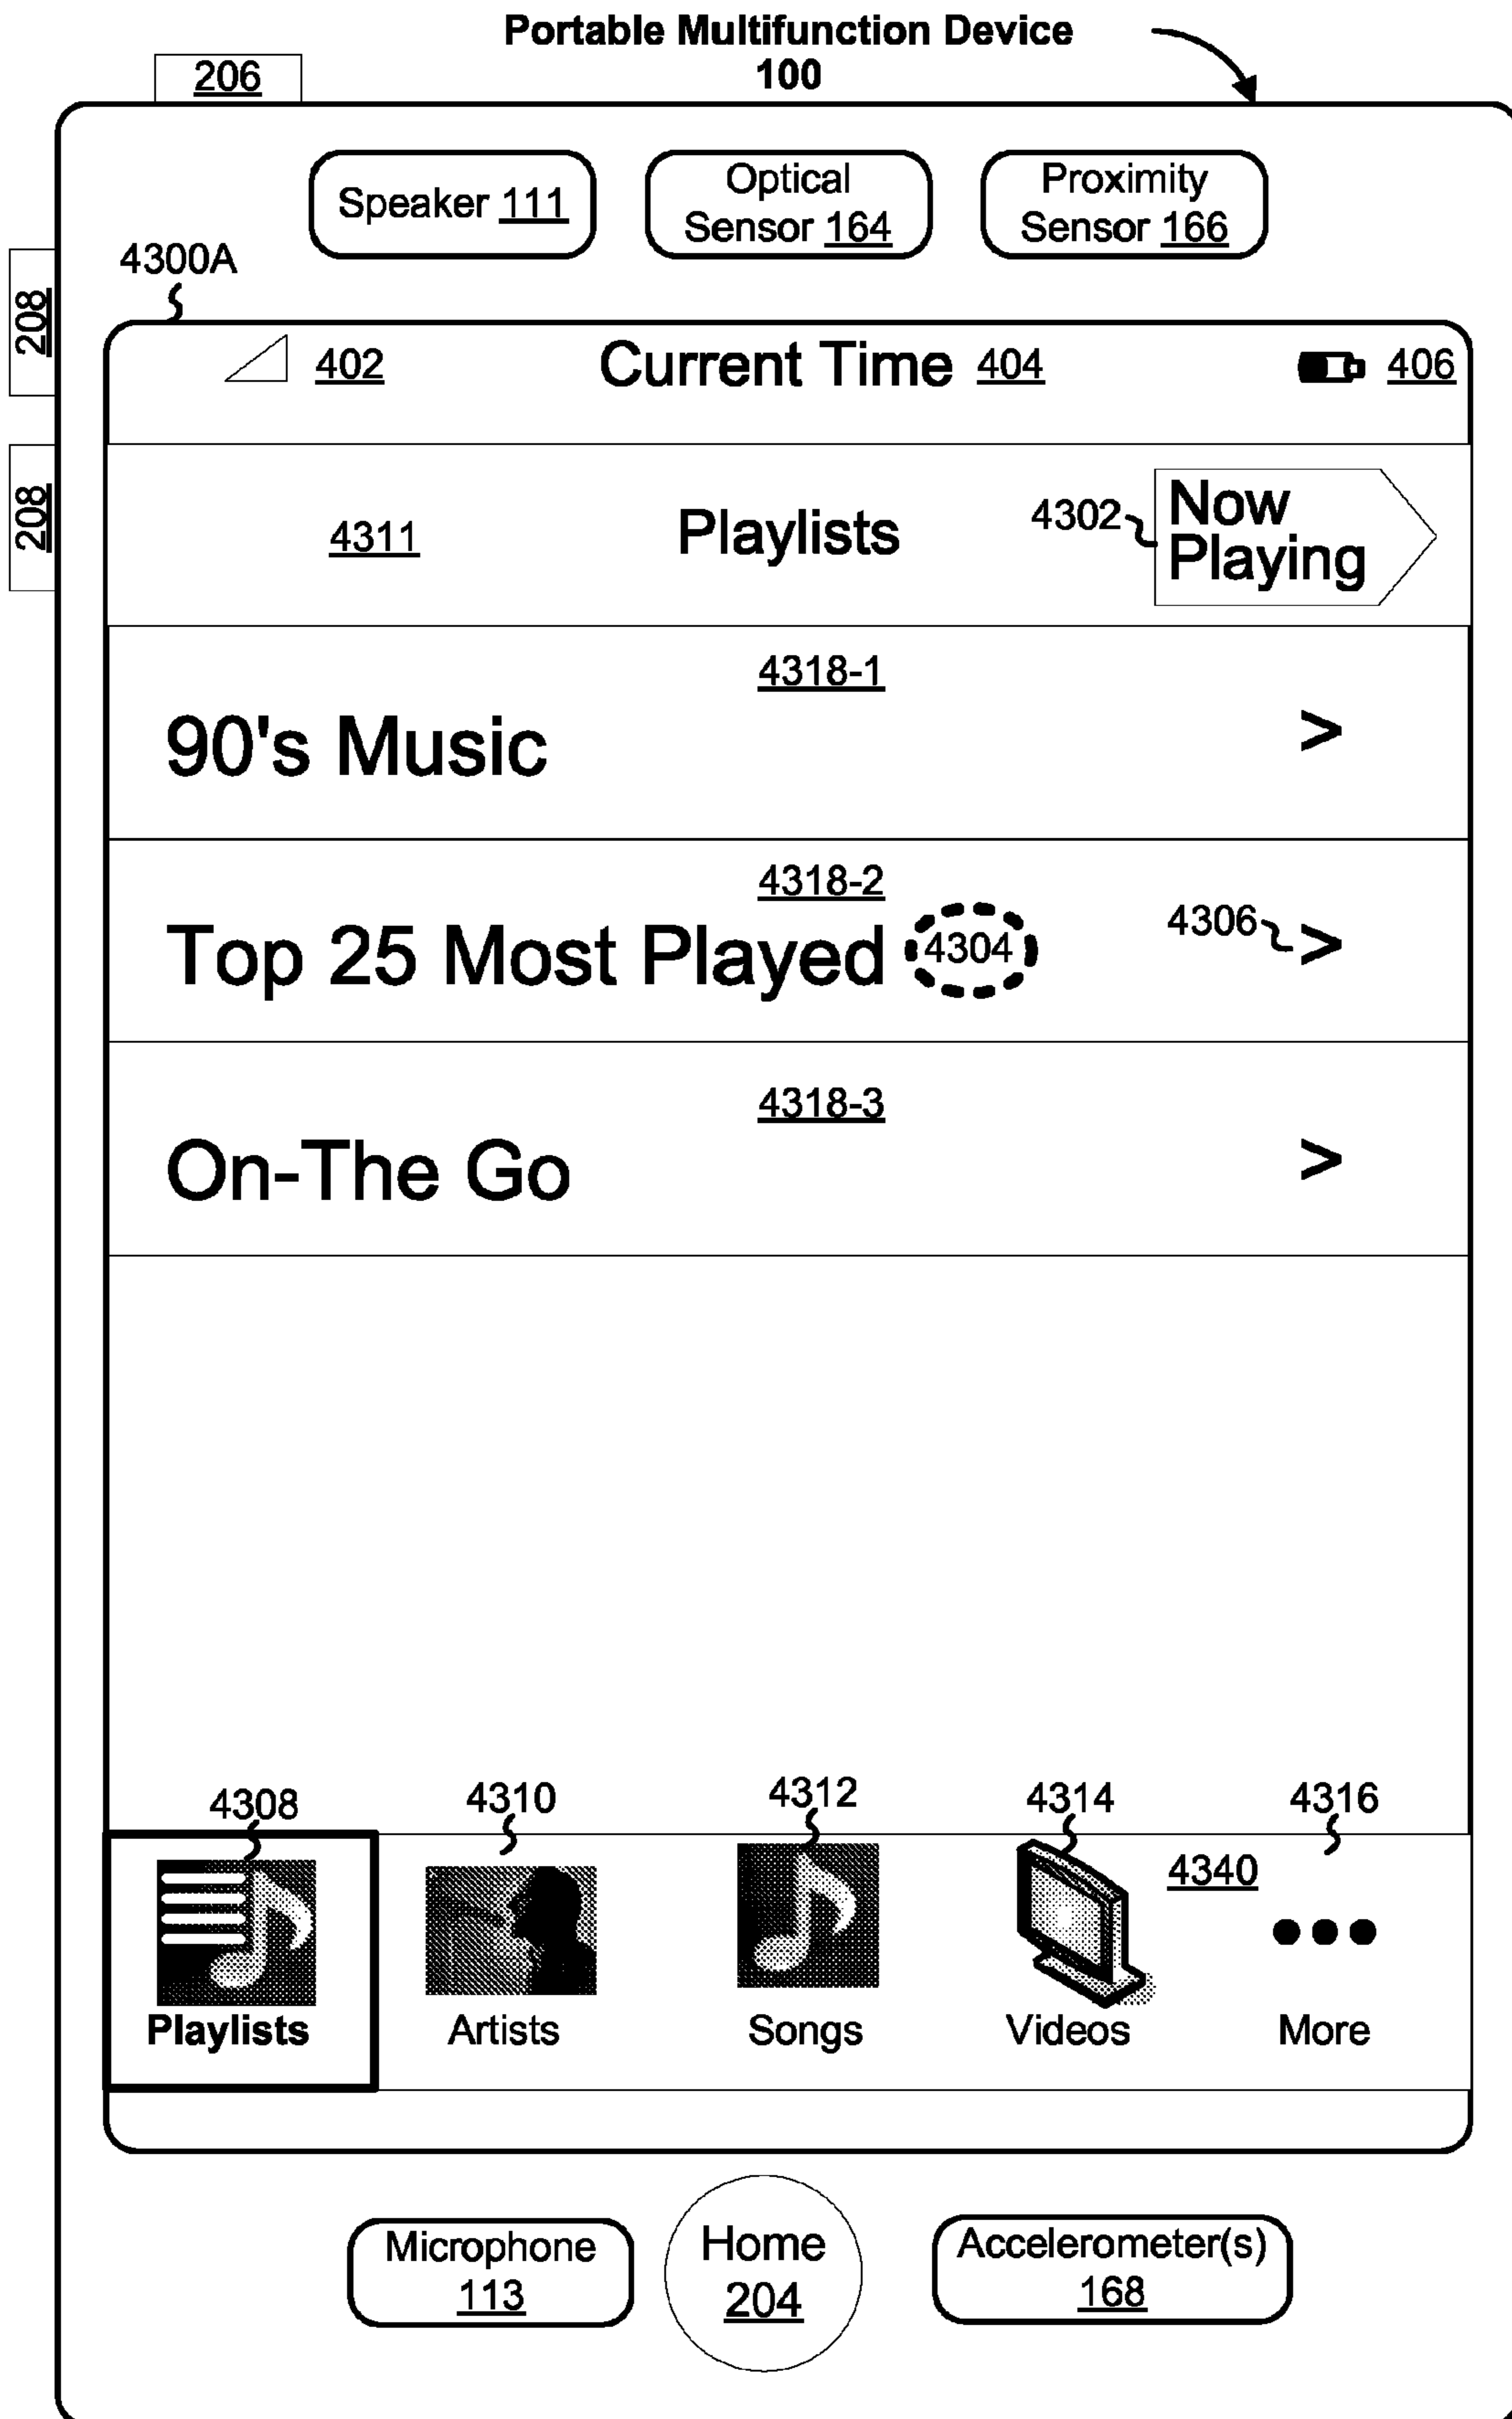 Portable Multifunction Device
100
206
Speaker 111
Optical
Sensor 164
Proximity
Sensor 166
4300A
208
402
Current Time 404
406
208
4311
Playlists
4302
Now
Playing
4318-1
90's Music
>
4318-2
Top 25 Most Played
4304
4306
>
4318-3
On-The Go
>
4308
4310
4312
4314
4316
4340
Playlists
Artists
Songs
Videos
More
Microphone
113
Home
204
Accelerometer(s)
168